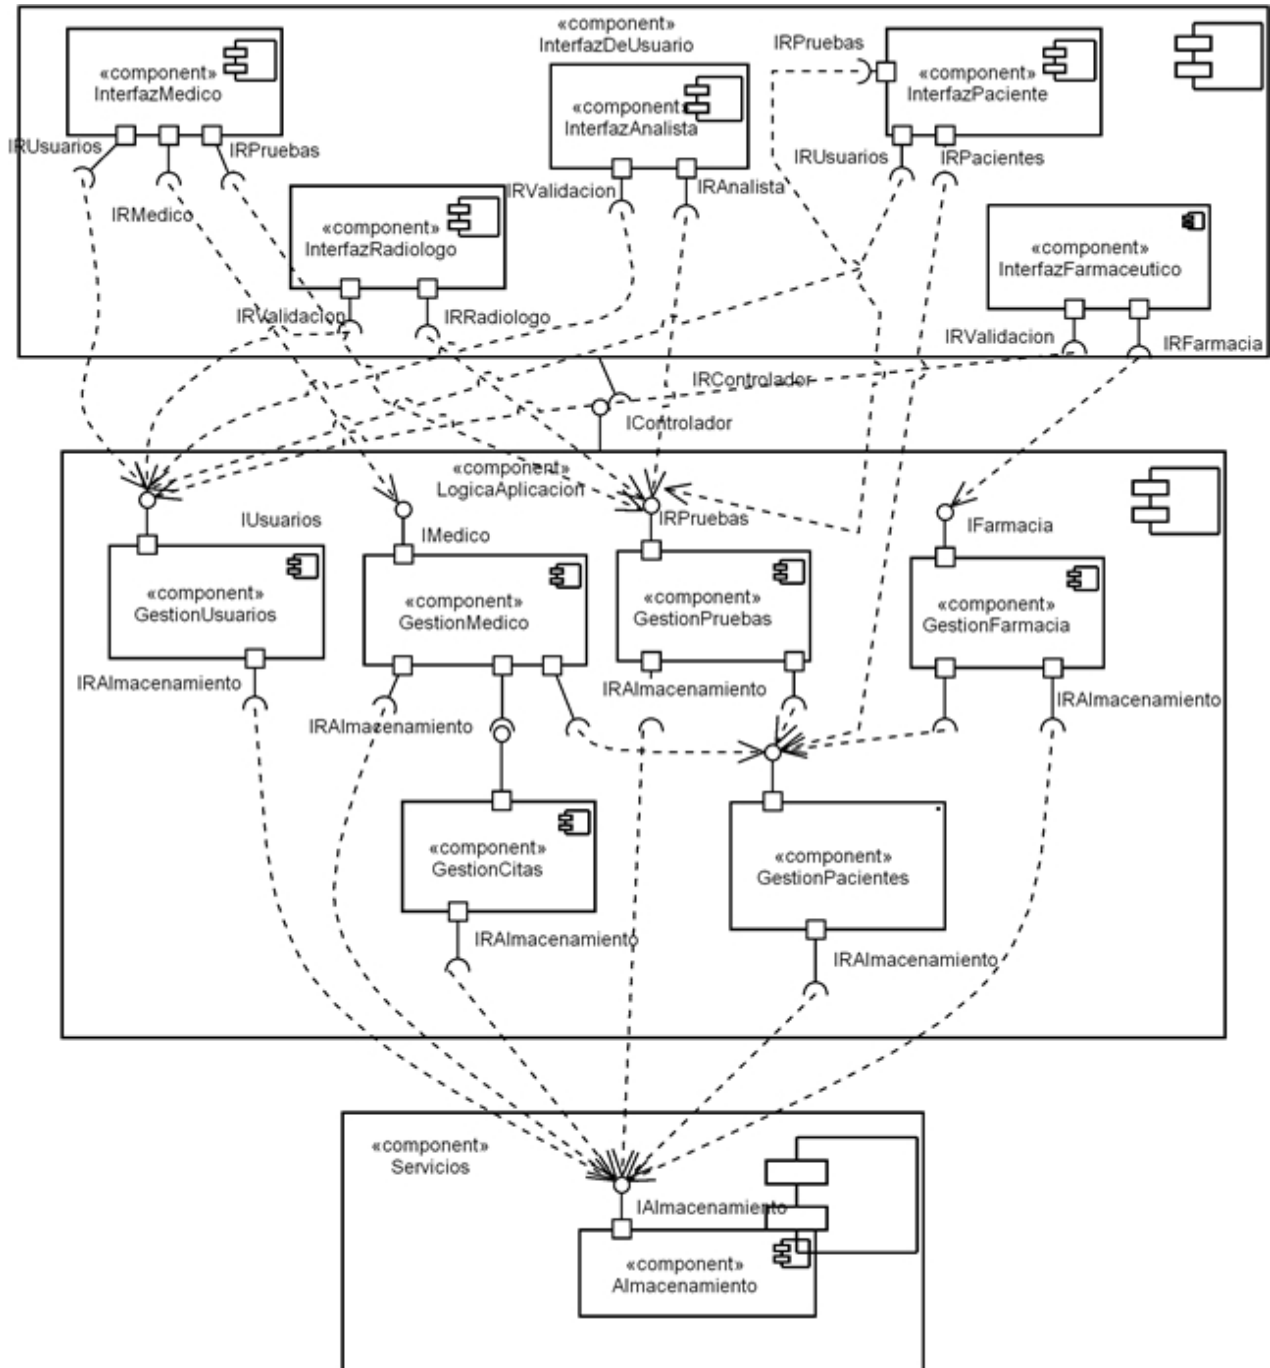 «component»
InterfazDeUsuario
«component»
InterfazMedico
IRUsuarios
IRMedico
IRPruebas
«component»
InterfazAnalista
IRValidacion
IRAnalista
IRPruebas
«component»
InterfazPaciente
IRUsuarios
IRPacientes
«component»
InterfazRadiologo
IRValidacion
IRRadiologo
«component»
InterfazFarmaceutico
IRValidacion
IRFarmacia
IRControlador
IControlador
«component»
LogicaAplicacion
IUsuarios
«component»
GestionUsuarios
IRAlmacenamiento
IMedico
«component»
GestionMedico
IRAlmacenamiento
IRPruebas
«component»
GestionPruebas
IRAlmacenamiento
IFarmacia
«component»
GestionFarmacia
IRAlmacenamiento
«component»
GestionCitas
IRAlmacenamiento
«component»
GestionPacientes
IRAlmacenamiento
«component»
Servicios
IAlmacenamiento
«component»
Almacenamiento